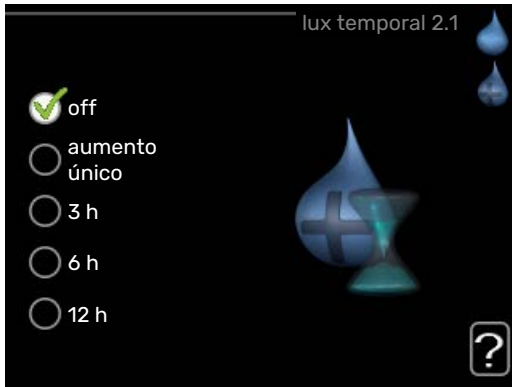 lux temporal 2.1
off
aumento
único
3 h
6 h
12 h
?